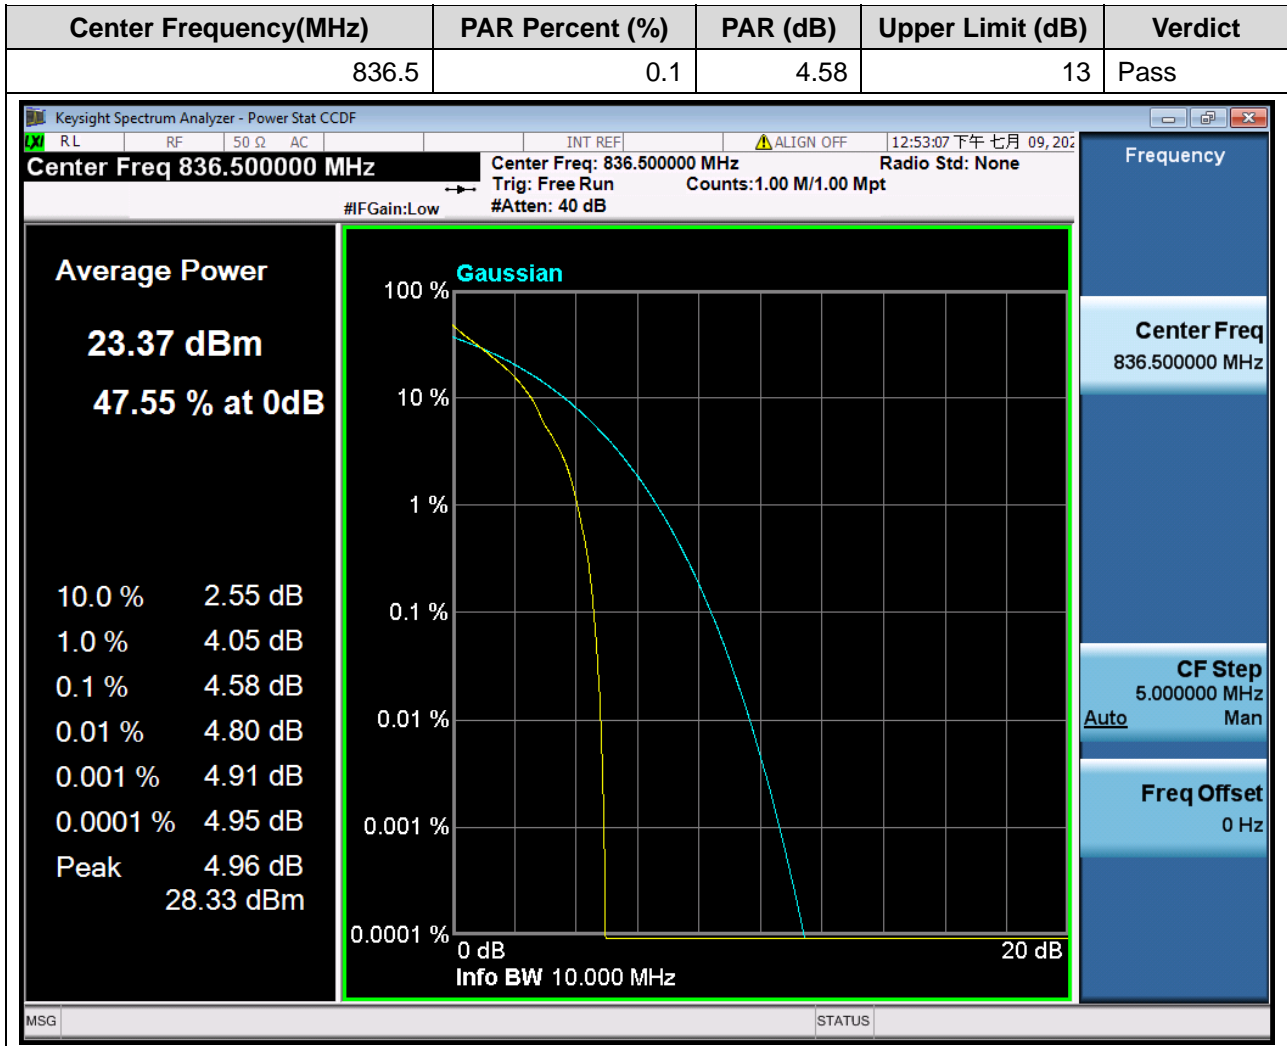 Center Frequency(MHz) PAR Percent (%) PAR (dB) Upper Limit (dB) Verdict
836.5 0.1 4.58 13 Pass
Keysight Spectrum Analyzer - Power Stat CCDF
LXI RL RF 50 Ω AC INT REF ALIGN OFF 12:53:07 下午 七月 09, 202
Center Freq 836.500000 MHz
Center Freq: 836.500000 MHz Radio Std: None
Trig: Free Run Counts:1.00 M/1.00 Mpt
#IFGain:Low #Atten: 40 dB
Average Power
23.37 dBm
47.55 % at 0dB
10.0 % 2.55 dB
1.0 % 4.05 dB
0.1 % 4.58 dB
0.01 % 4.80 dB
0.001 % 4.91 dB
0.0001 % 4.95 dB
Peak 4.96 dB
28.33 dBm
Gaussian
100 %
10 %
1 %
0.1 %
0.01 %
0.001 %
0.0001 %
0 dB 20 dB
Info BW 10.000 MHz
Frequency
Center Freq
836.500000 MHz
CF Step
5.000000 MHz
Auto Man
Freq Offset
0 Hz
MSG STATUS